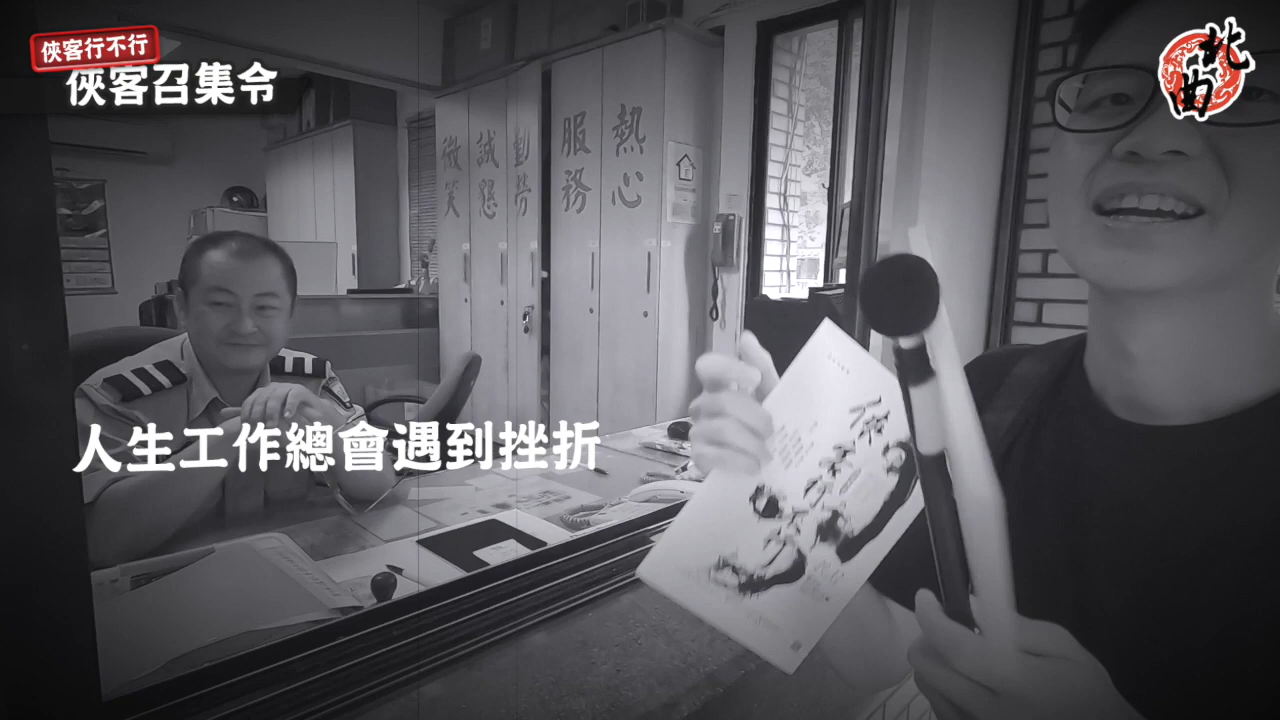 俠客行不行
俠客召集令
北曲
熱心
服務
勤勞
誠懇
微笑
人生工作總會遇到挫折